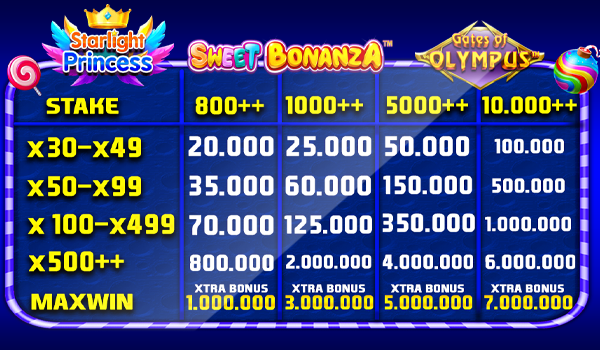 Starlight Princess
SWEET BONANZA™
Gates of OLYMPUS™
STAKE 800++ 1000++ 5000++ 10.000++
x30-x49 20.000 25.000 50.000 100.000
x50-x99 35.000 60.000 150.000 500.000
x 100-x499 70.000 125.000 350.000 1.000.000
x500++ 800.000 2.000.000 4.000.000 6.000.000
XTRA BONUS XTRA BONUS XTRA BONUS XTRA BONUS
MAXWIN 1.000.000 3.000.000 5.000.000 7.000.000